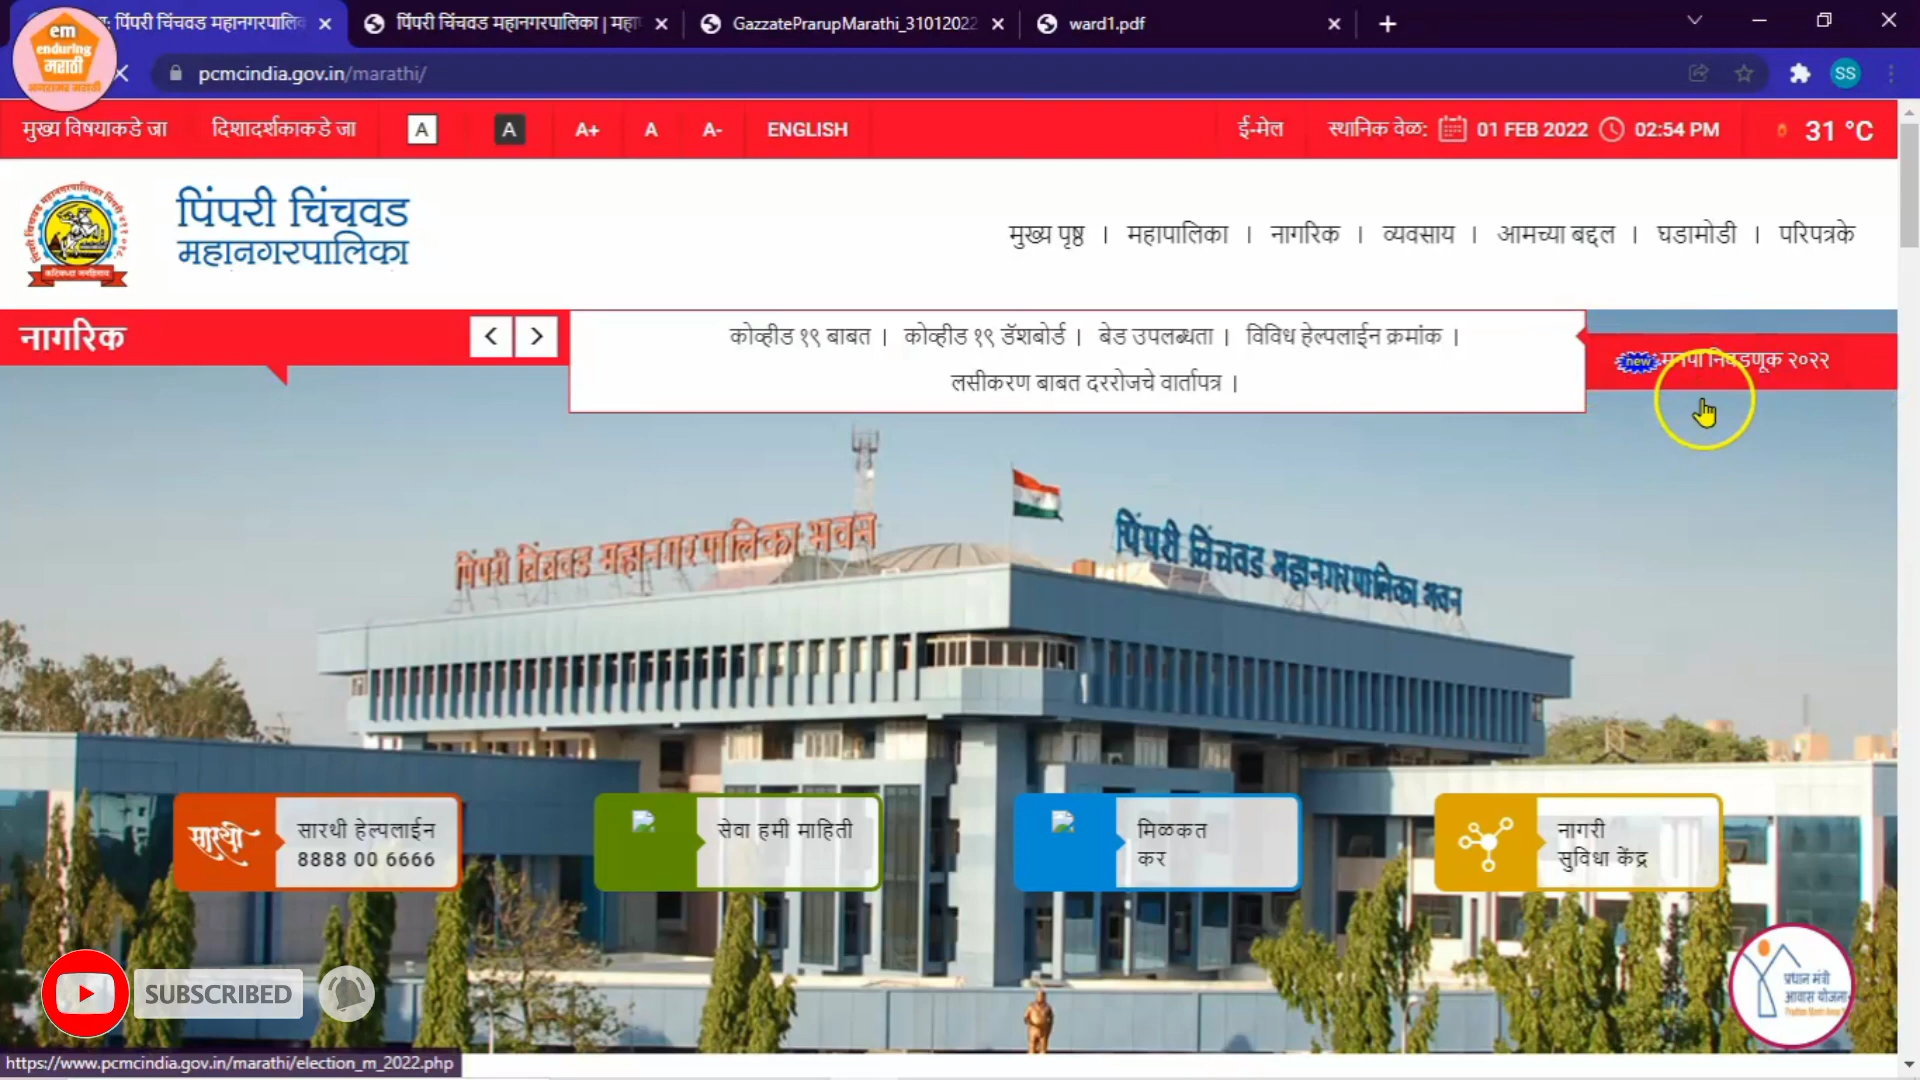 em
enduring
मराठी
पिंपरी चिंचवड महानगरपालि
पिंपरी चिंचवड महानगरपालिका | महा
GazzatePrarupMarathi_31012022
ward1.pdf
pcmcindia.gov.in/marathi/
SS
मुख्य विषयाकडे जा
दिशादर्शकाकडे जा
A
A
A+
A
A-
ENGLISH
ई-मेल
स्थानिक वेळ:
01 FEB 2022
02:54 PM
31 °C
पिंपरी चिंचवड
महानगरपालिका
मुख्य पृष्ठ | महापालिका | नागरिक | व्यवसाय | आमच्या बद्दल | घडामोडी | परिपत्रके
नागरिक
कोव्हीड १९ बाबत | कोव्हीड १९ डॅशबोर्ड | बेड उपलब्धता | विविध हेल्पलाईन क्रमांक |
लसीकरण बाबत दररोजचे वार्तापत्र |
new मनपा निवडणूक २०२२
पिंपरी चिंचवड महानगरपालिका भवन
पिंपरी चिंचवड महानगरपालिका भवन
सारथी
सारथी हेल्पलाईन
8888 00 6666
सेवा हमी माहिती
मिळकत
कर
नागरी
सुविधा केंद्र
प्रधान मंत्री
आवास योजना
SUBSCRIBED
https://www.pcmcindia.gov.in/marathi/election_m_2022.php